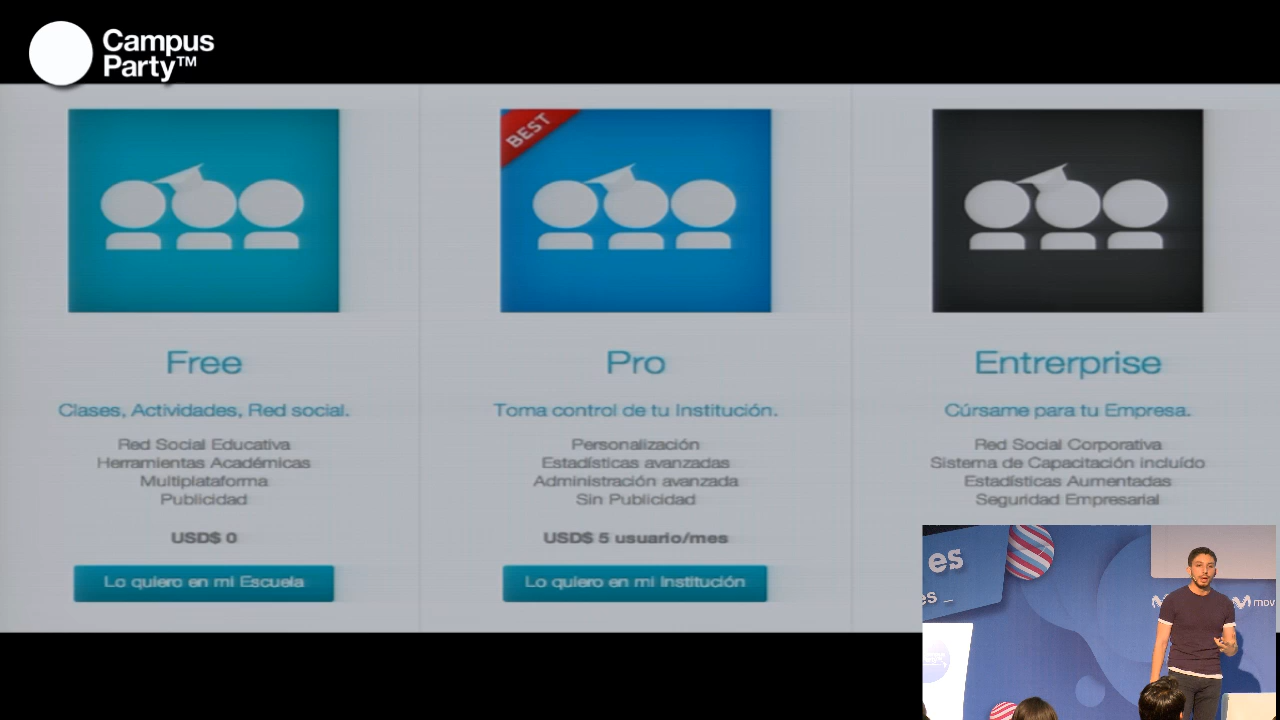 Campus
Party™
BEST
Free
Clases, Actividades, Red social.
Red Social Educativa
Herramientas Académicas
Multiplataforma
Publicidad
USD$ 0
Lo quiero en mi Escuela
Pro
Toma control de tu Institución.
Personalización
Estadísticas avanzadas
Administración avanzada
Sin Publicidad
USD$ 5 usuario/mes
Lo quiero en mi Institución
Entrerprise
Cúrsame para tu Empresa.
Red Social Corporativa
Sistema de Capacitación incluído
Estadísticas Aumentadas
Seguridad Empresarial
es
es _
mov